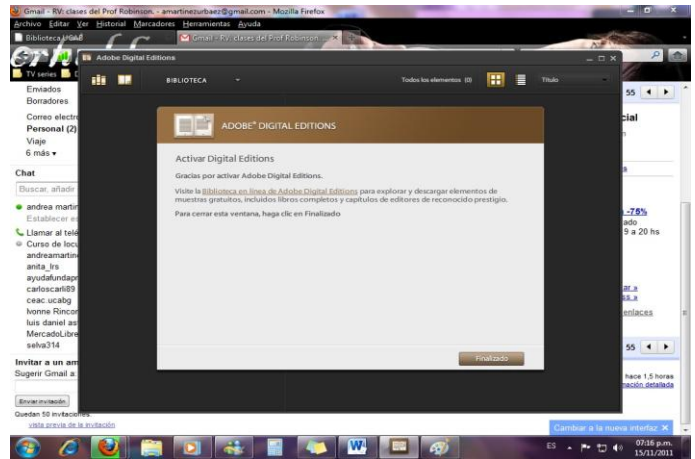 Gmail - RV: clases del Prof Robinson. - amartinezurbaez@gmail.com - Mozilla Firefox
Archivo Editar Ver Historial Marcadores Herramientas Ayuda
Biblioteca UCAB
Gmail - RV: clases del Prof Robinson.
TV series
Adobe Digital Editions
BIBLIOTECA
Todos los elementos (0)
Título
Enviados
Borradores
Correo electr
Personal (2)
Viaje
6 más
Chat
Buscar, añadir
andrea martin
Establecer es
Llamar al telé
Curso de locu
andreamartin
anita_lrs
ayudafundapr
carloscarli89
ceac.ucabg
Ivonne Rincor
luis daniel as
MercadoLibre
selva314
Invitar a un am
Sugerir Gmail a
Enviar invitación
Quedan 50 invitaciones.
vista previa de la invitación
ADOBE® DIGITAL EDITIONS
Activar Digital Editions
Gracias por activar Adobe Digital Editions.
Visite la Biblioteca en línea de Adobe Digital Editions para explorar y descargar elementos de
muestras gratuitos, incluidos libros completos y capítulos de editores de reconocido prestigio.
Para cerrar esta ventana, haga clic en Finalizado
Finalizado
55
cial
-75%
ado
9 a 20 hs
ar »
ss »
enlaces
55
hace 1,5 horas
mación detallada
Cambiar a la nueva interfaz
ES
07:16 p.m.
15/11/2011